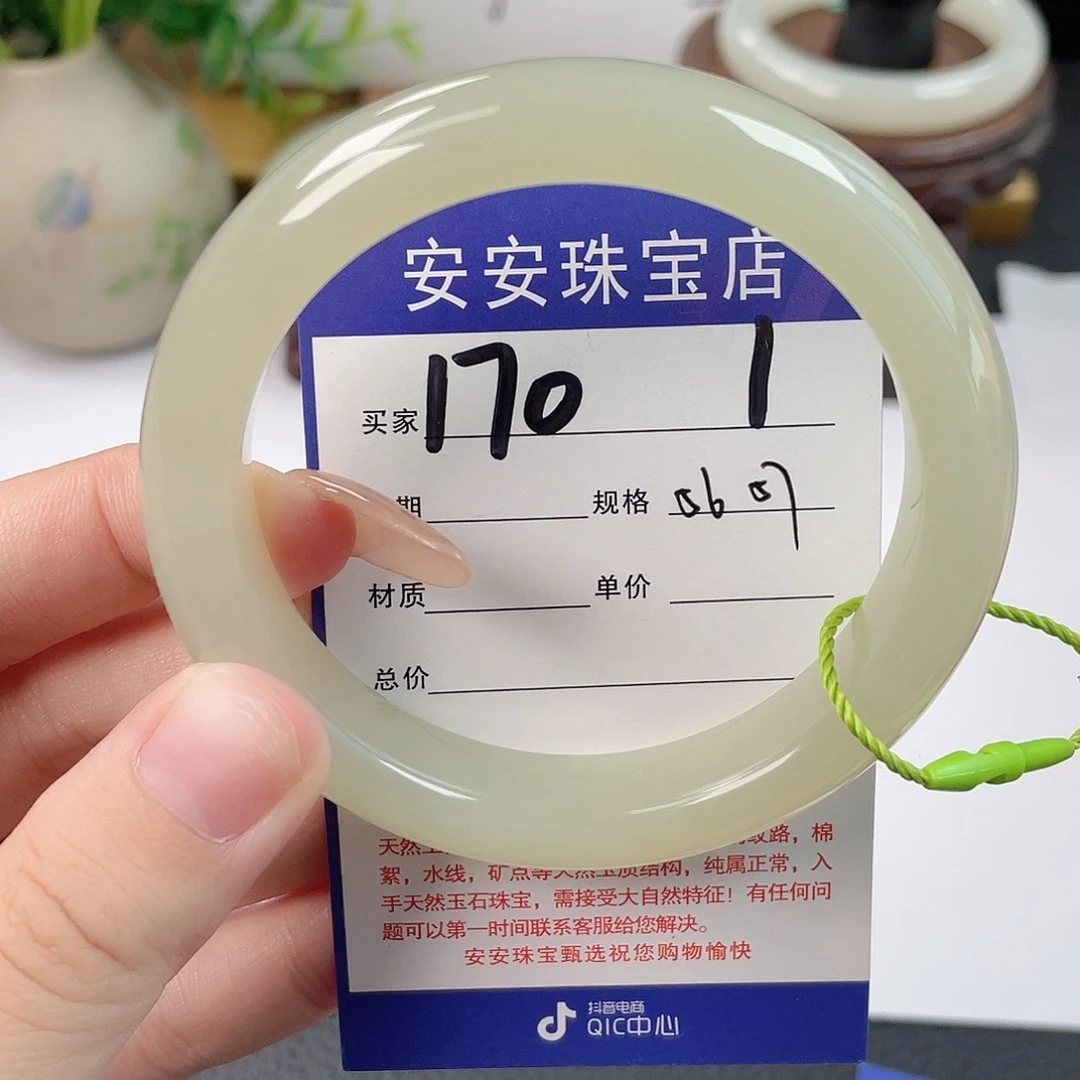 安安珠宝店
买家 170 1
期 规格 56 57
材质 单价
总价
天然玉 纹路，棉
絮，水线，矿点等天然玉质结构，纯属正常，入
手天然玉石珠宝，需接受大自然特征！有任何问
题可以第一时间联系客服给您解决。
安安珠宝甄选祝您购物愉快
抖音电商
QIC中心